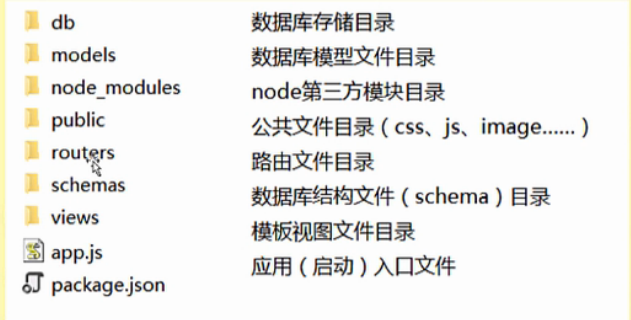 db 数据库存储目录
models 数据库模型文件目录
node_modules node第三方模块目录
public 公共文件目录（css、js、image......）
routers 路由文件目录
schemas 数据库结构文件（schema）目录
views 模板视图文件目录
app.js 应用（启动）入口文件
package.json